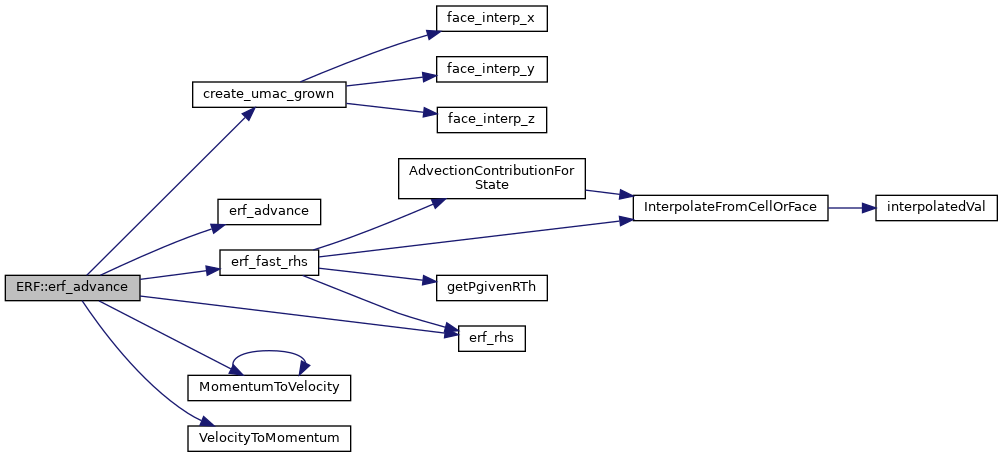 face_interp_x
face_interp_y
create_umac_grown
face_interp_z
AdvectionContributionFor
State
erf_advance
InterpolateFromCellOrFace
interpolatedVal
erf_fast_rhs
ERF::erf_advance
getPgivenRTh
erf_rhs
MomentumToVelocity
VelocityToMomentum